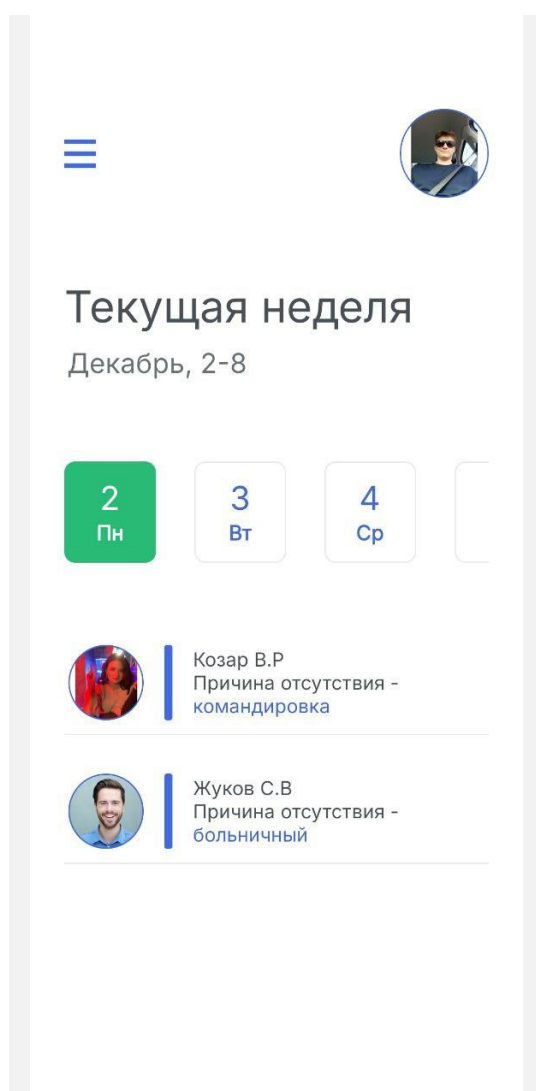 Текущая неделя
Декабрь, 2-8
2
Пн
3
Вт
4
Ср
Козар В.Р
Причина отсутствия -
командировка
Жуков С.В
Причина отсутствия -
больничный